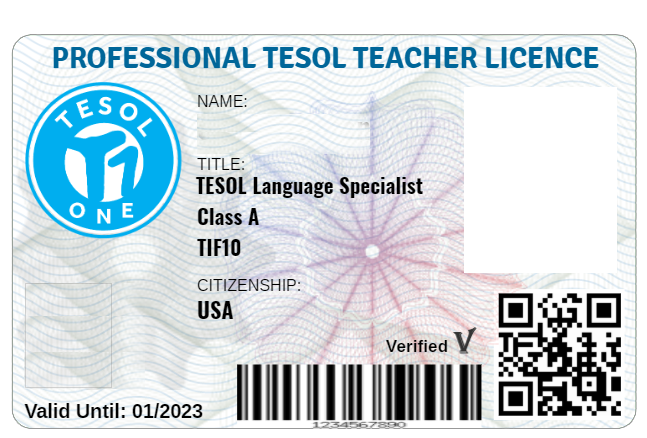 PROFESSIONAL TESOL TEACHER LICENCE
TESOL
ONE
NAME:
TITLE:
TESOL Language Specialist
Class A
TIF10
CITIZENSHIP:
USA
Verified V
Valid Until: 01/2023
1234567890